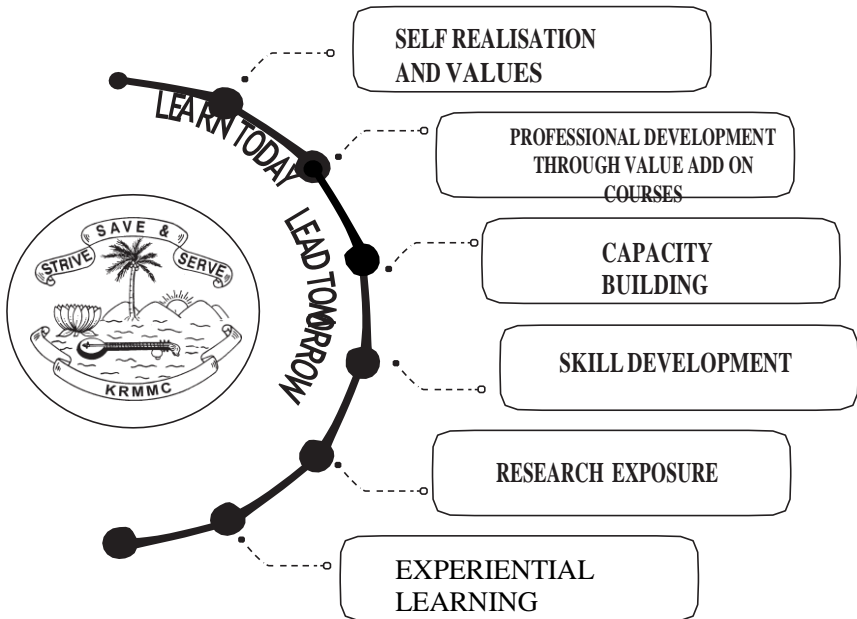 SELF REALISATION
AND VALUES
LEARN TODAY
LEAD TOMORROW
PROFESSIONAL DEVELOPMENT
THROUGH VALUE ADD ON
COURSES
STRIVE SAVE & SERVE
KRMMC
CAPACITY
BUILDING
SKILL DEVELOPMENT
RESEARCH EXPOSURE
EXPERIENTIAL
LEARNING